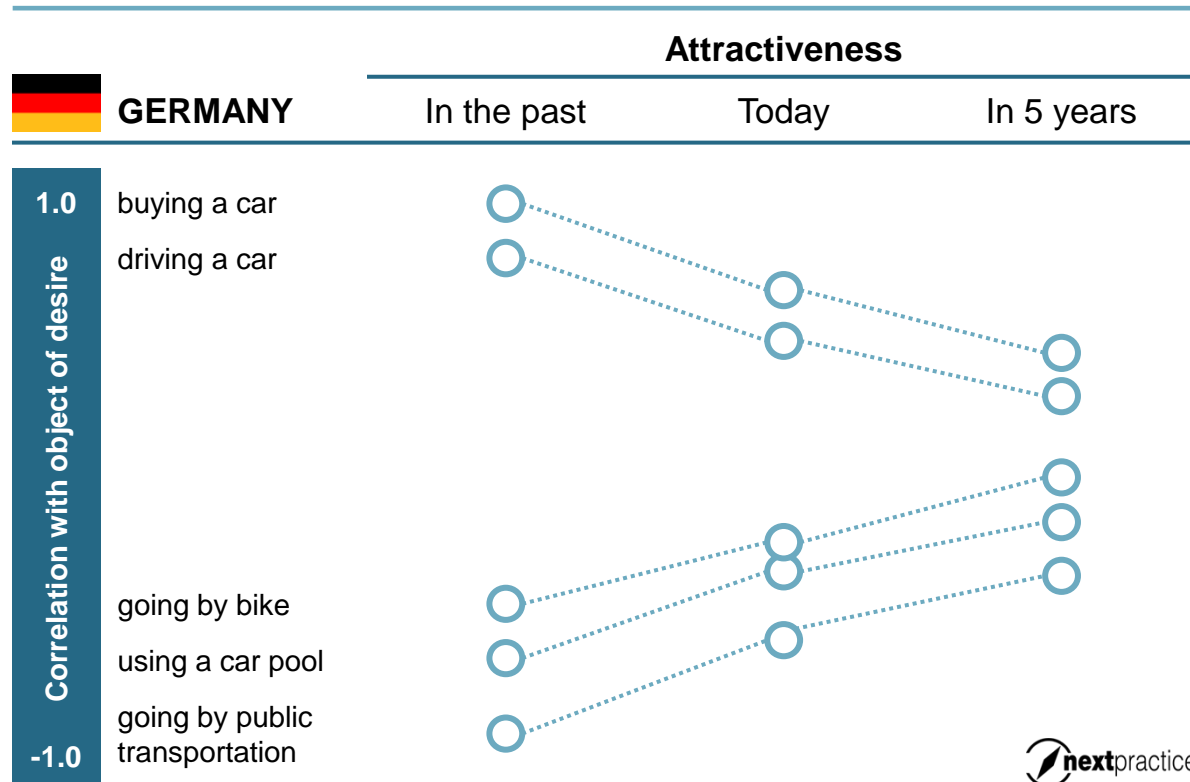 Attractiveness
GERMANY
In the past
Today
In 5 years
1.0
Correlation with object of desire
-1.0
buying a car
driving a car
going by bike
using a car pool
going by public
transportation
nextpractice